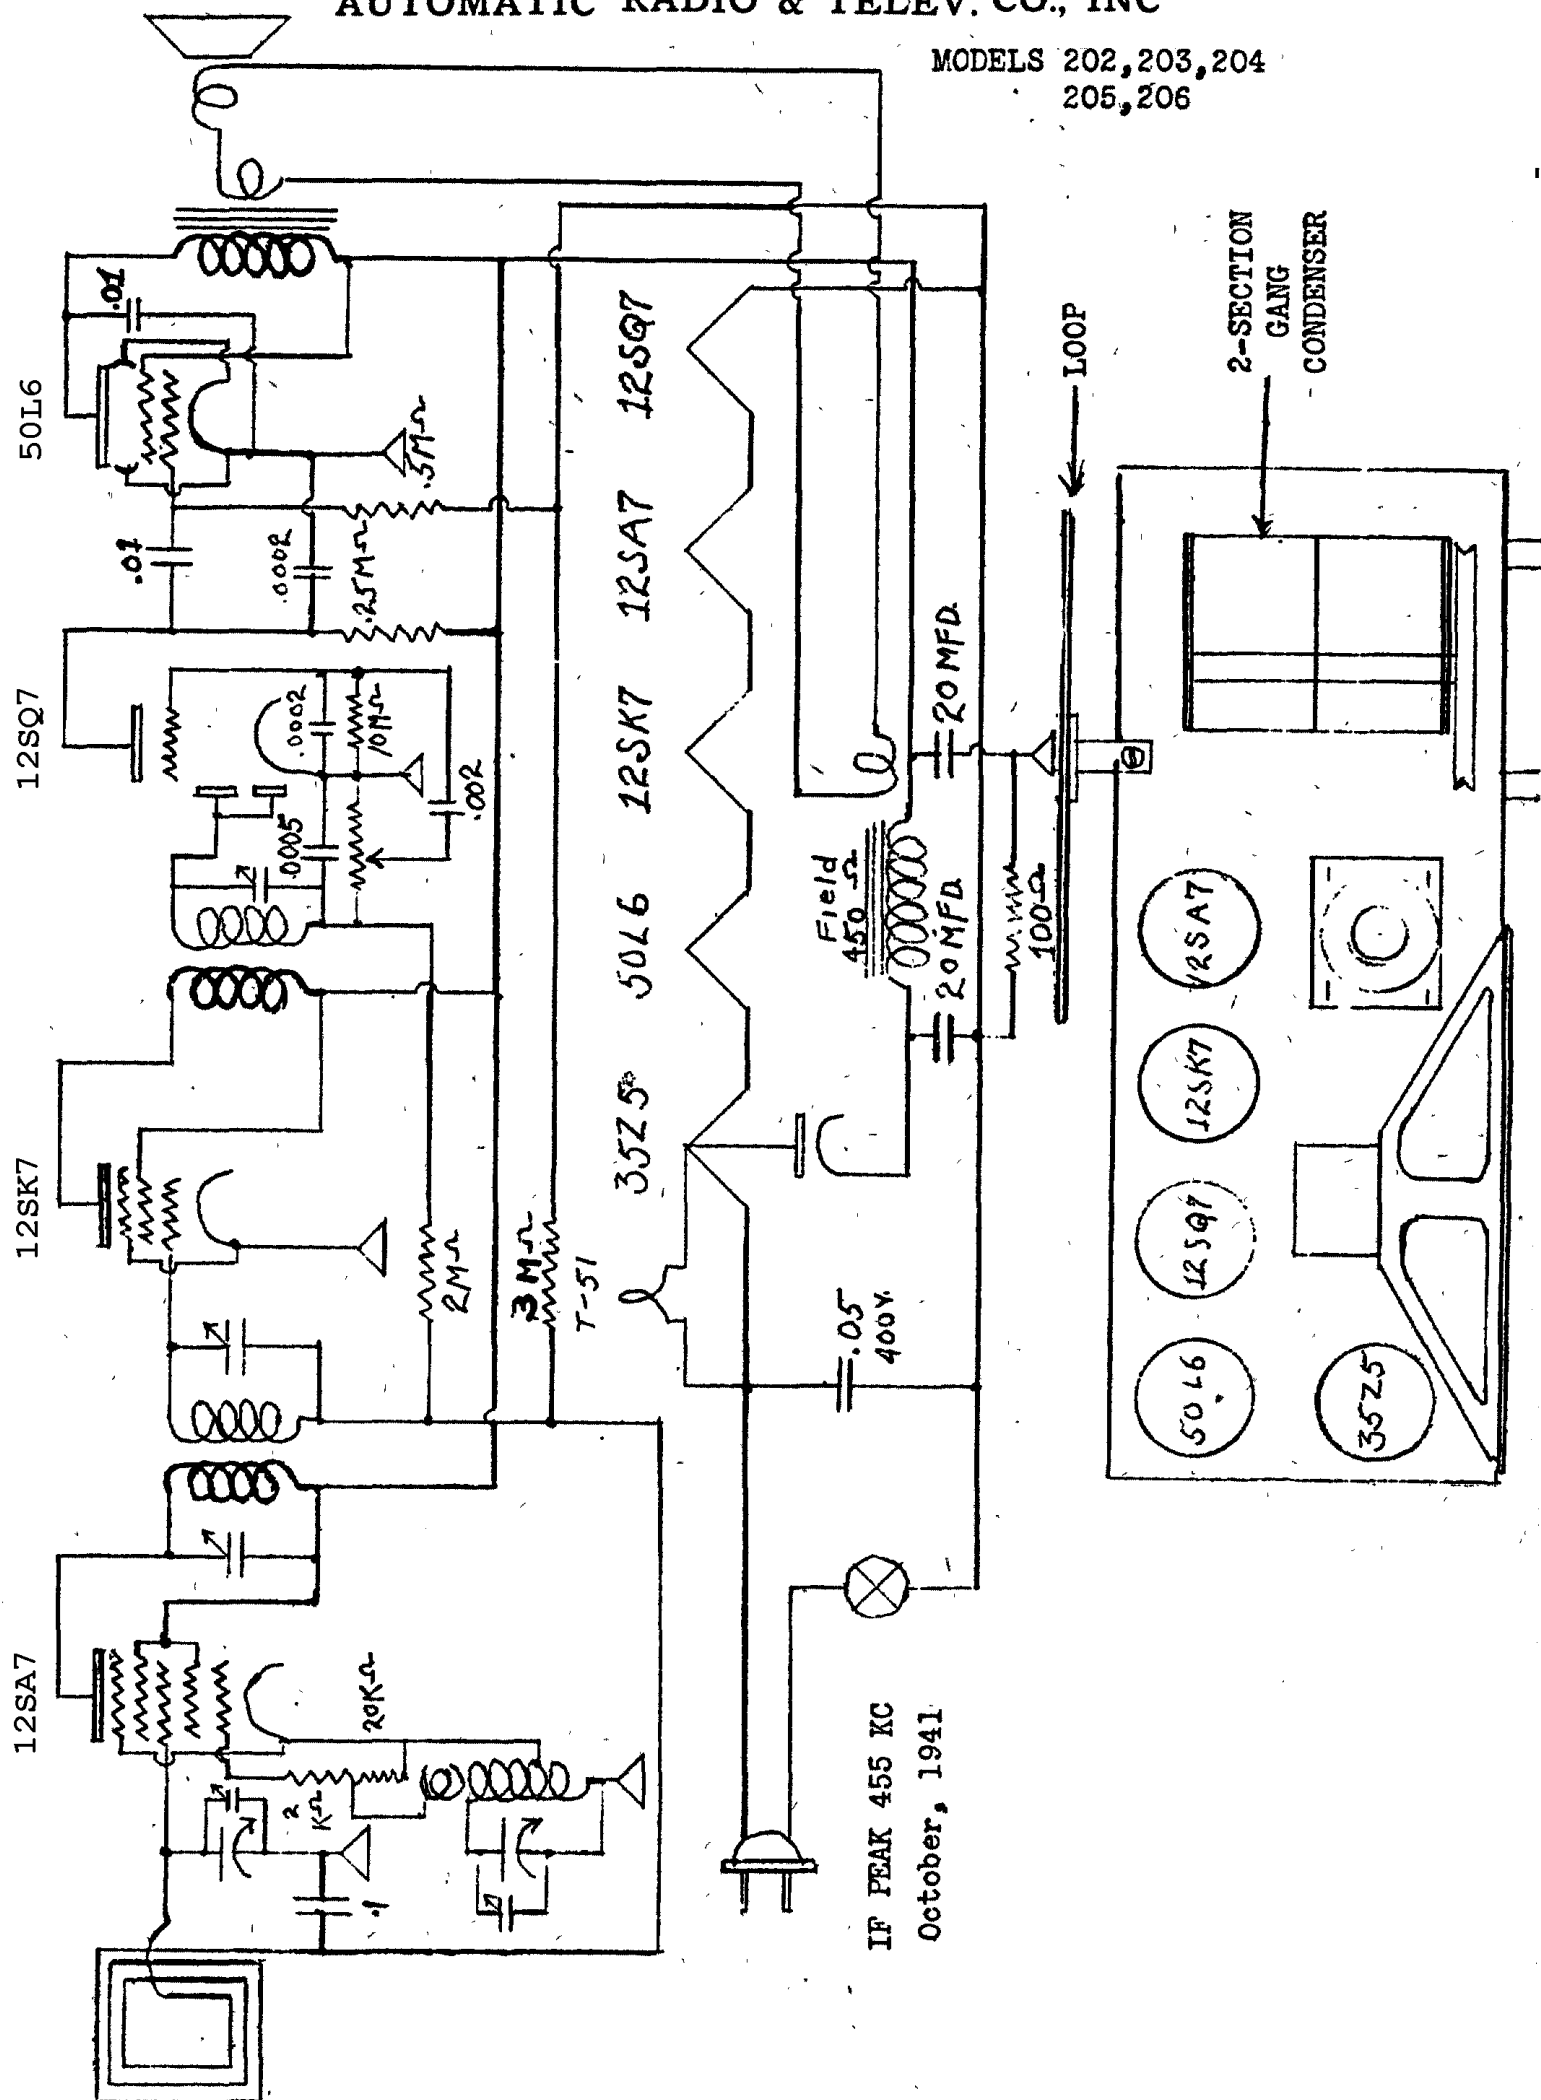 AUTOMATIC RADIO & TELEV. CO., INC
MODELS 202,203,204
205,206
12SA7
12SK7
12SQ7
50L6
.1
2
KΩ
20KΩ
2MΩ
3MΩ
T-51
.0005
.0002
10MΩ
.002
.01
.0002
.25MΩ
.5MΩ
.01
35Z5
50L6
12SK7
12SA7
12SQ7
.05
400V.
Field
450Ω
20MFD.
20MFD.
100Ω
IF PEAK 455 KC
October, 1941
LOOP
2-SECTION
GANG
CONDENSER
50L6
12SQ7
12SK7
12SA7
35Z5